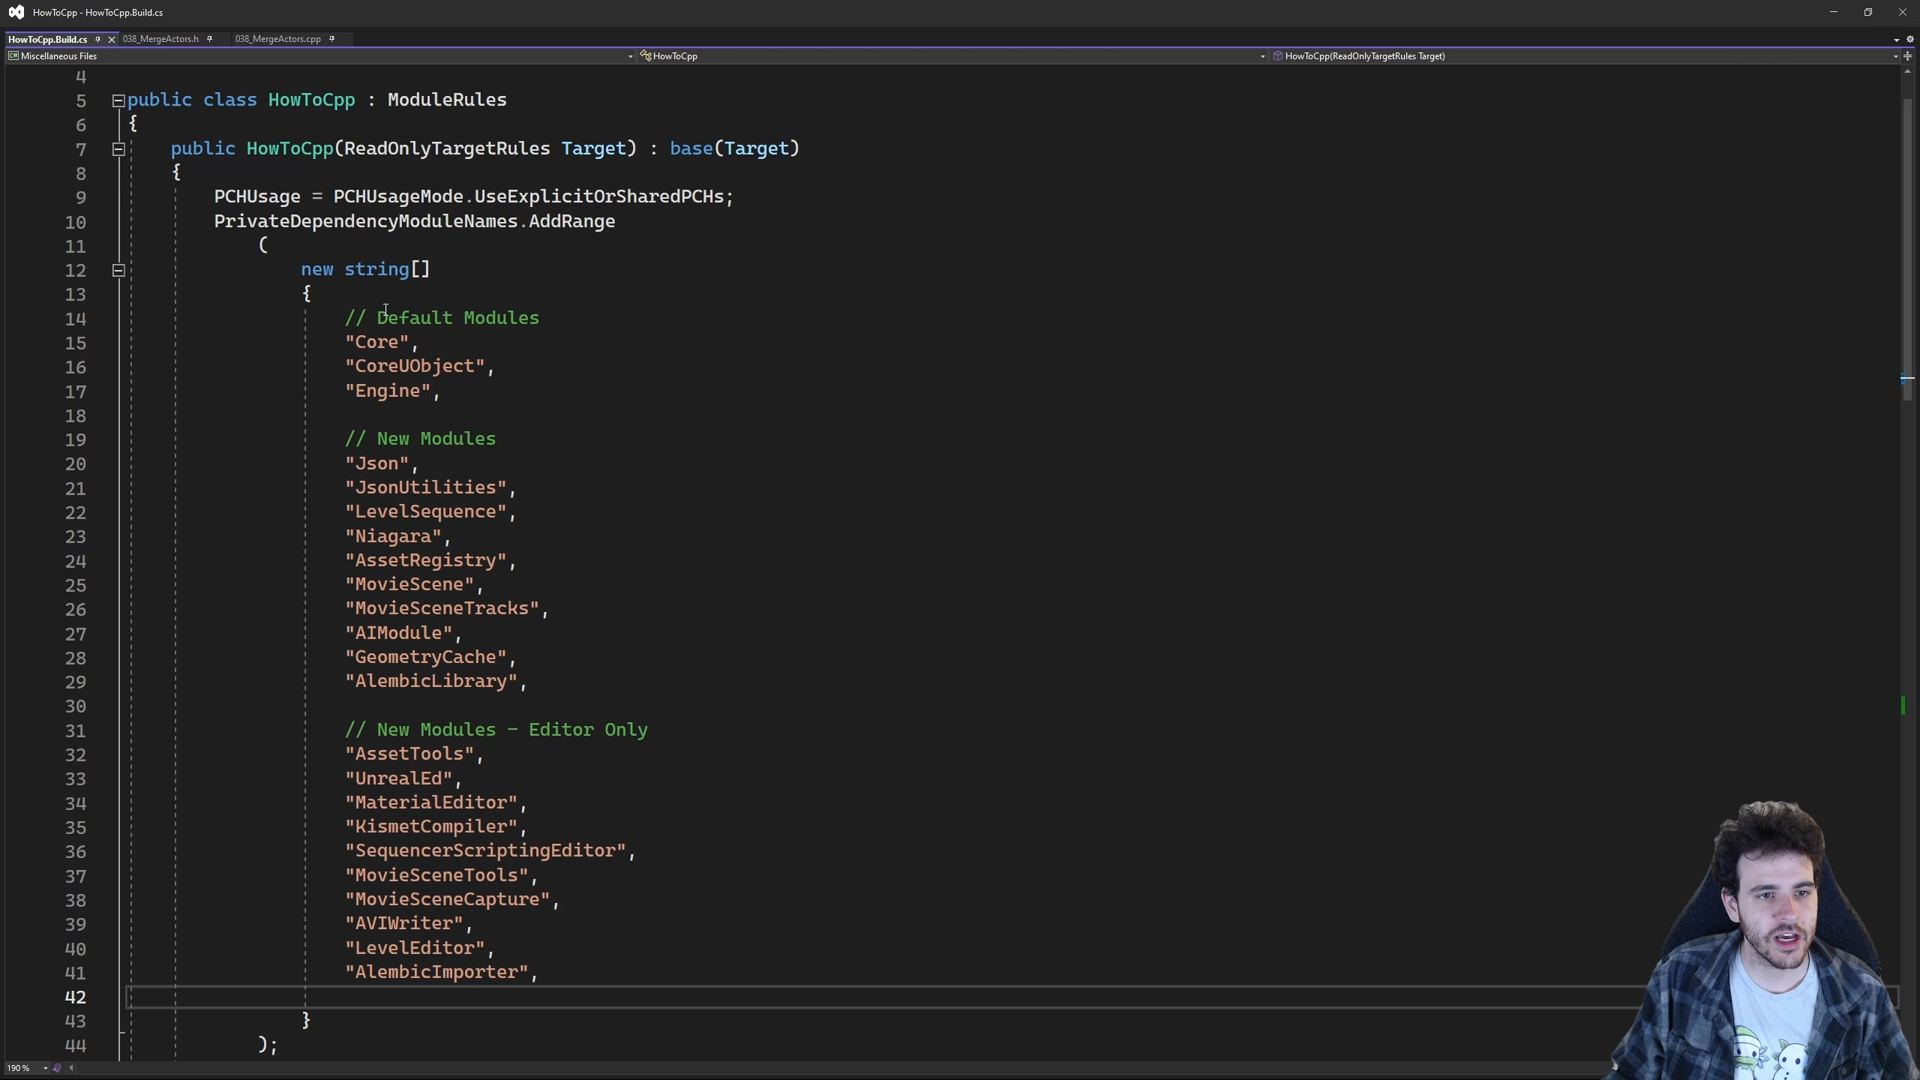 HowToCpp - HowToCpp.Build.cs
HowToCpp.Build.cs 038_MergeActors.h 038_MergeActors.cpp
Miscellaneous Files HowToCpp HowToCpp(ReadOnlyTargetRules Target)
4
5 public class HowToCpp : ModuleRules
6 {
7 public HowToCpp(ReadOnlyTargetRules Target) : base(Target)
8 {
9 PCHUsage = PCHUsageMode.UseExplicitOrSharedPCHs;
10 PrivateDependencyModuleNames.AddRange
11 (
12 new string[]
13 {
14 // Default Modules
15 "Core",
16 "CoreUObject",
17 "Engine",
18
19 // New Modules
20 "Json",
21 "JsonUtilities",
22 "LevelSequence",
23 "Niagara",
24 "AssetRegistry",
25 "MovieScene",
26 "MovieSceneTracks",
27 "AIModule",
28 "GeometryCache",
29 "AlembicLibrary",
30
31 // New Modules - Editor Only
32 "AssetTools",
33 "UnrealEd",
34 "MaterialEditor",
35 "KismetCompiler",
36 "SequencerScriptingEditor",
37 "MovieSceneTools",
38 "MovieSceneCapture",
39 "AVIWriter",
40 "LevelEditor",
41 "AlembicImporter",
42
43 }
44 );
190 %